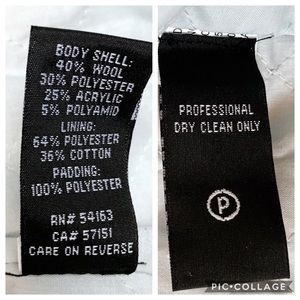 BODY SHELL:
40% WOOL
30% POLYESTER
25% ACRYLIC
5% POLYAMID
LINING:
64% POLYESTER
36% COTTON
PADDING:
100% POLYESTER
RN# 54163
CA# 57151
CARE ON REVERSE
PROFESSIONAL
DRY CLEAN ONLY
P
PIC•COLLAGE